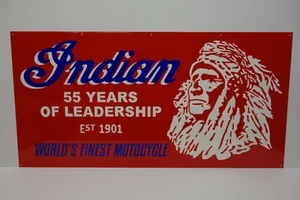 Indian
55 YEARS
OF LEADERSHIP
EST 1901
WORLD'S FINEST MOTOCYCLE